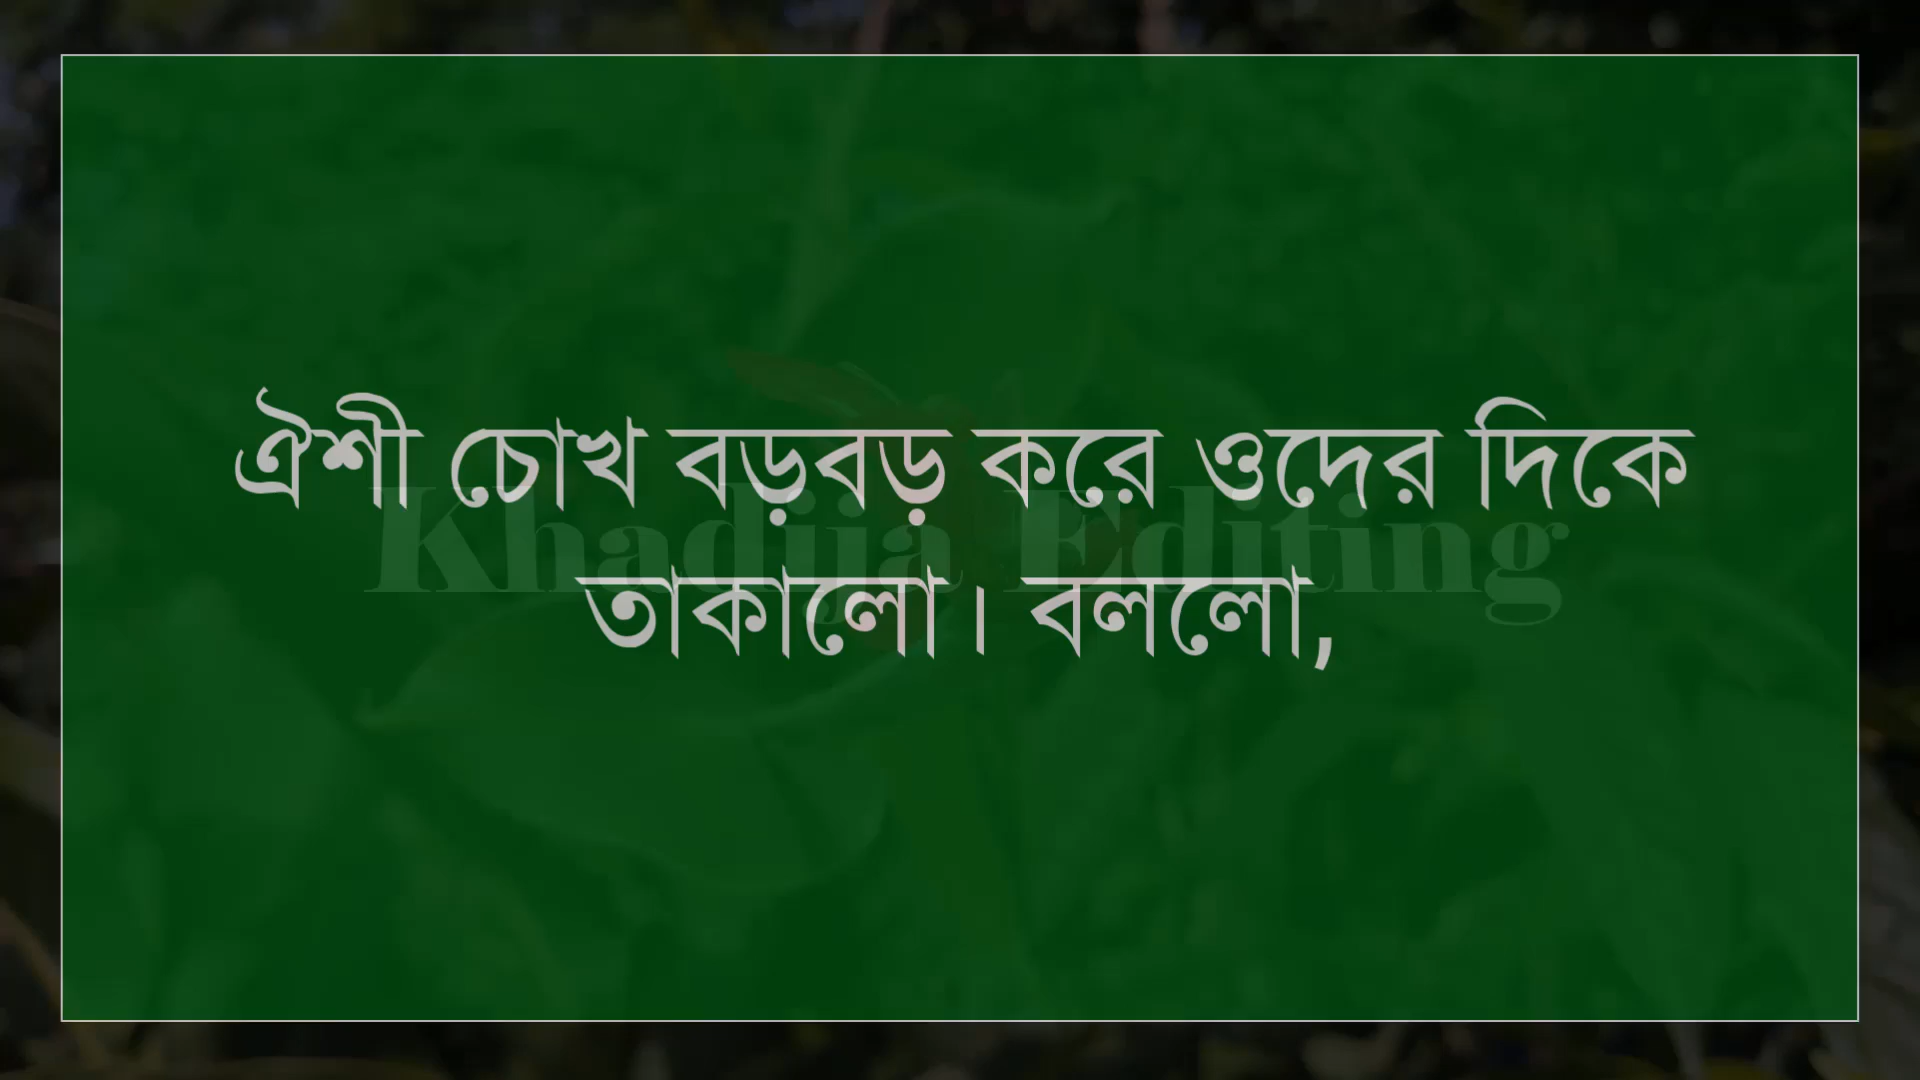 ঐশী চোখ বড়বড় করে ওদের দিকে
Khadija Editing
তাকালো। বললো,